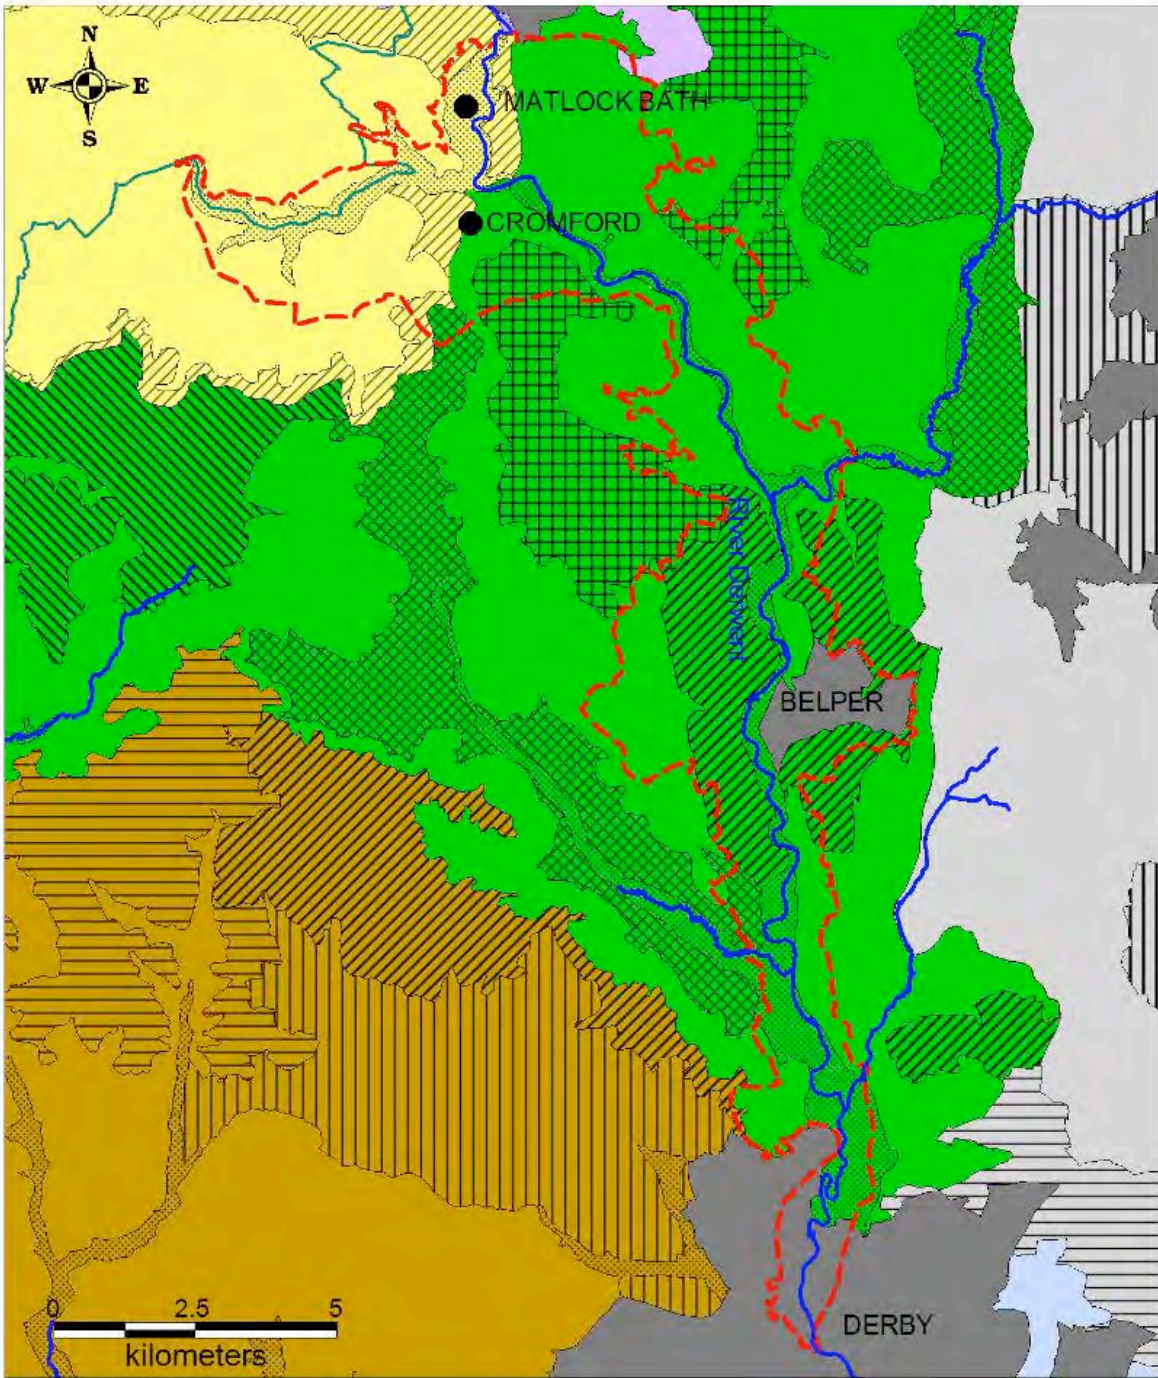 N
W E
S
MATLOCK BATH
CROMFORD
River Derwent
BELPER
DERBY
0 2.5 5
kilometers